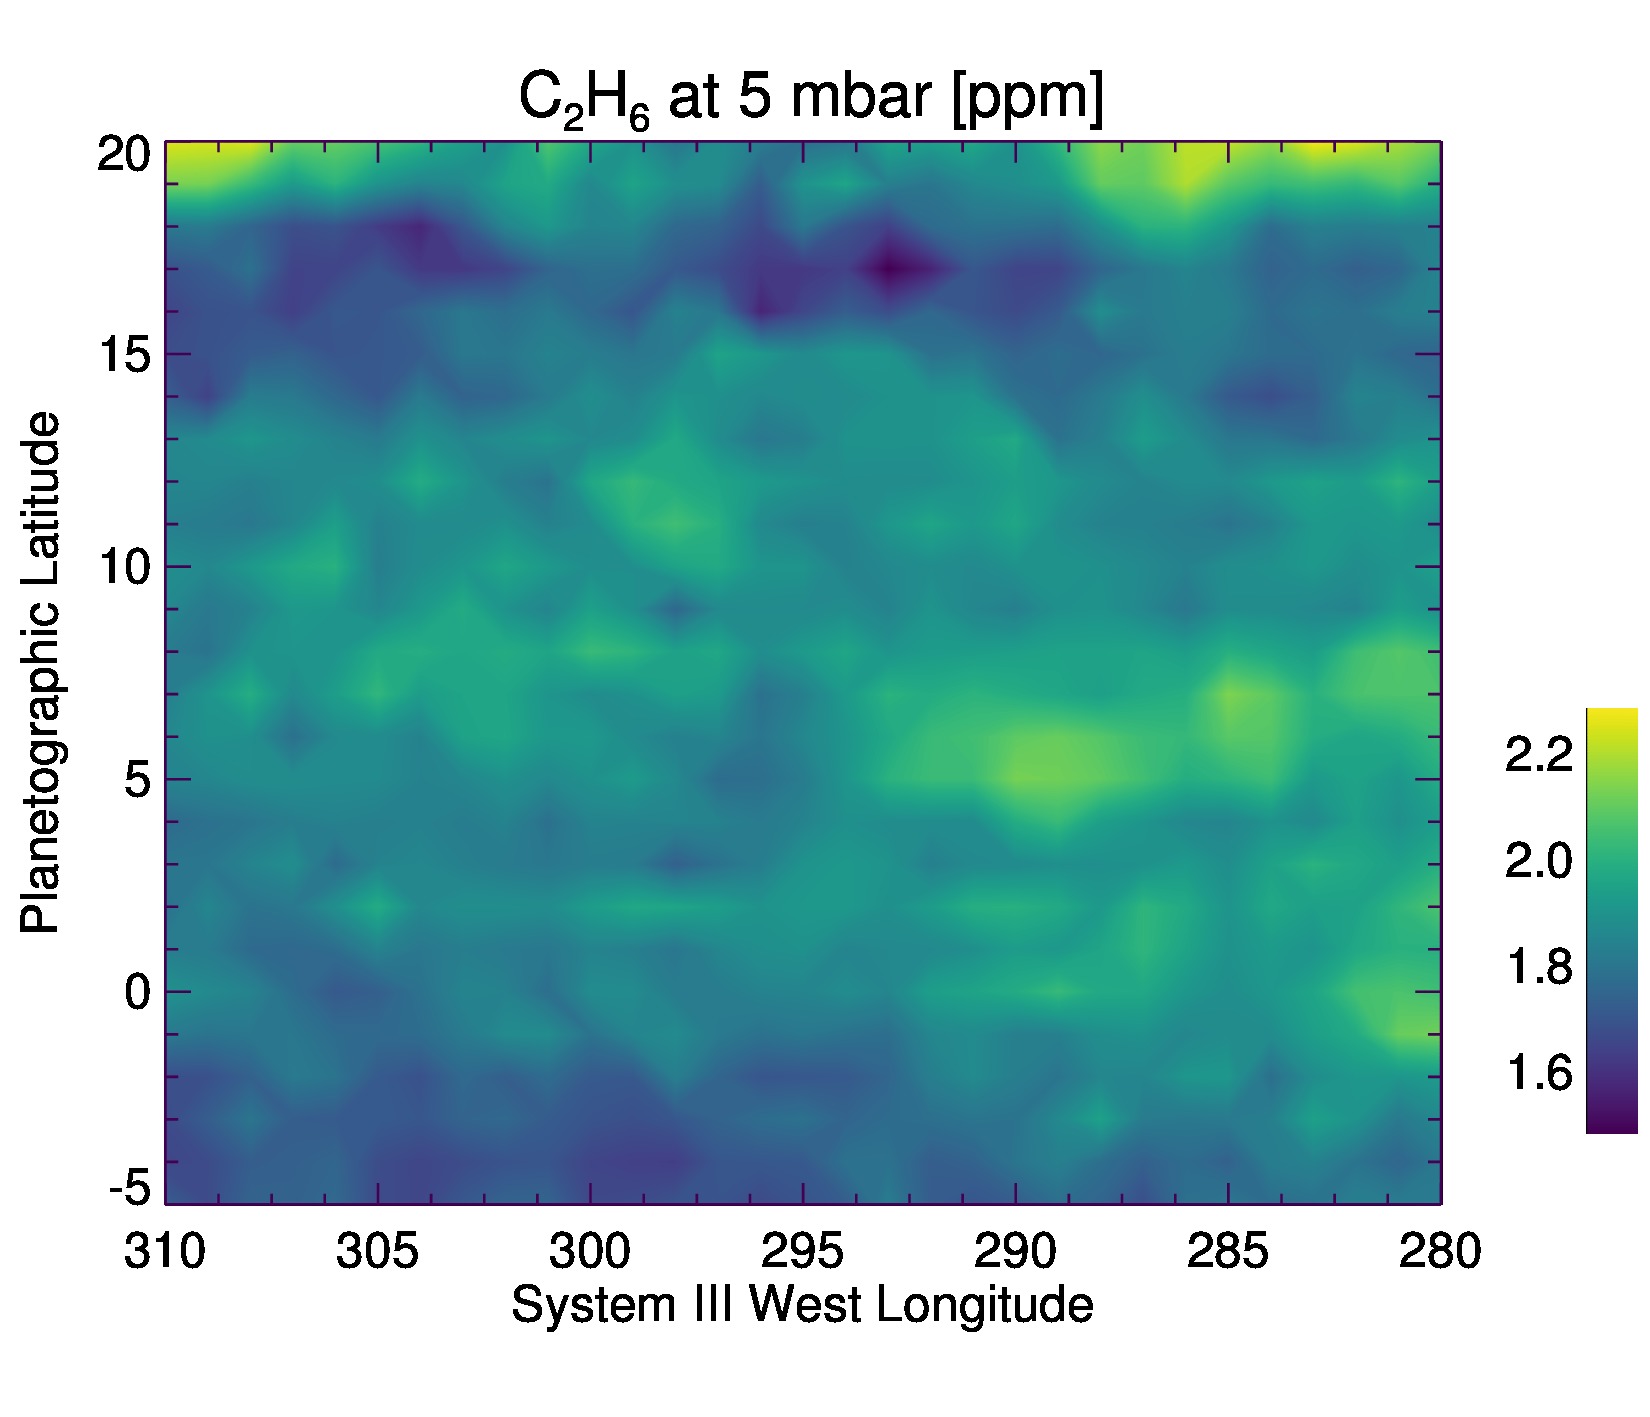 C₂H₆ at 5 mbar [ppm]
20
15
10
5
0
-5
Planetographic Latitude
310 305 300 295 290 285 280
System III West Longitude
2.2
2.0
1.8
1.6